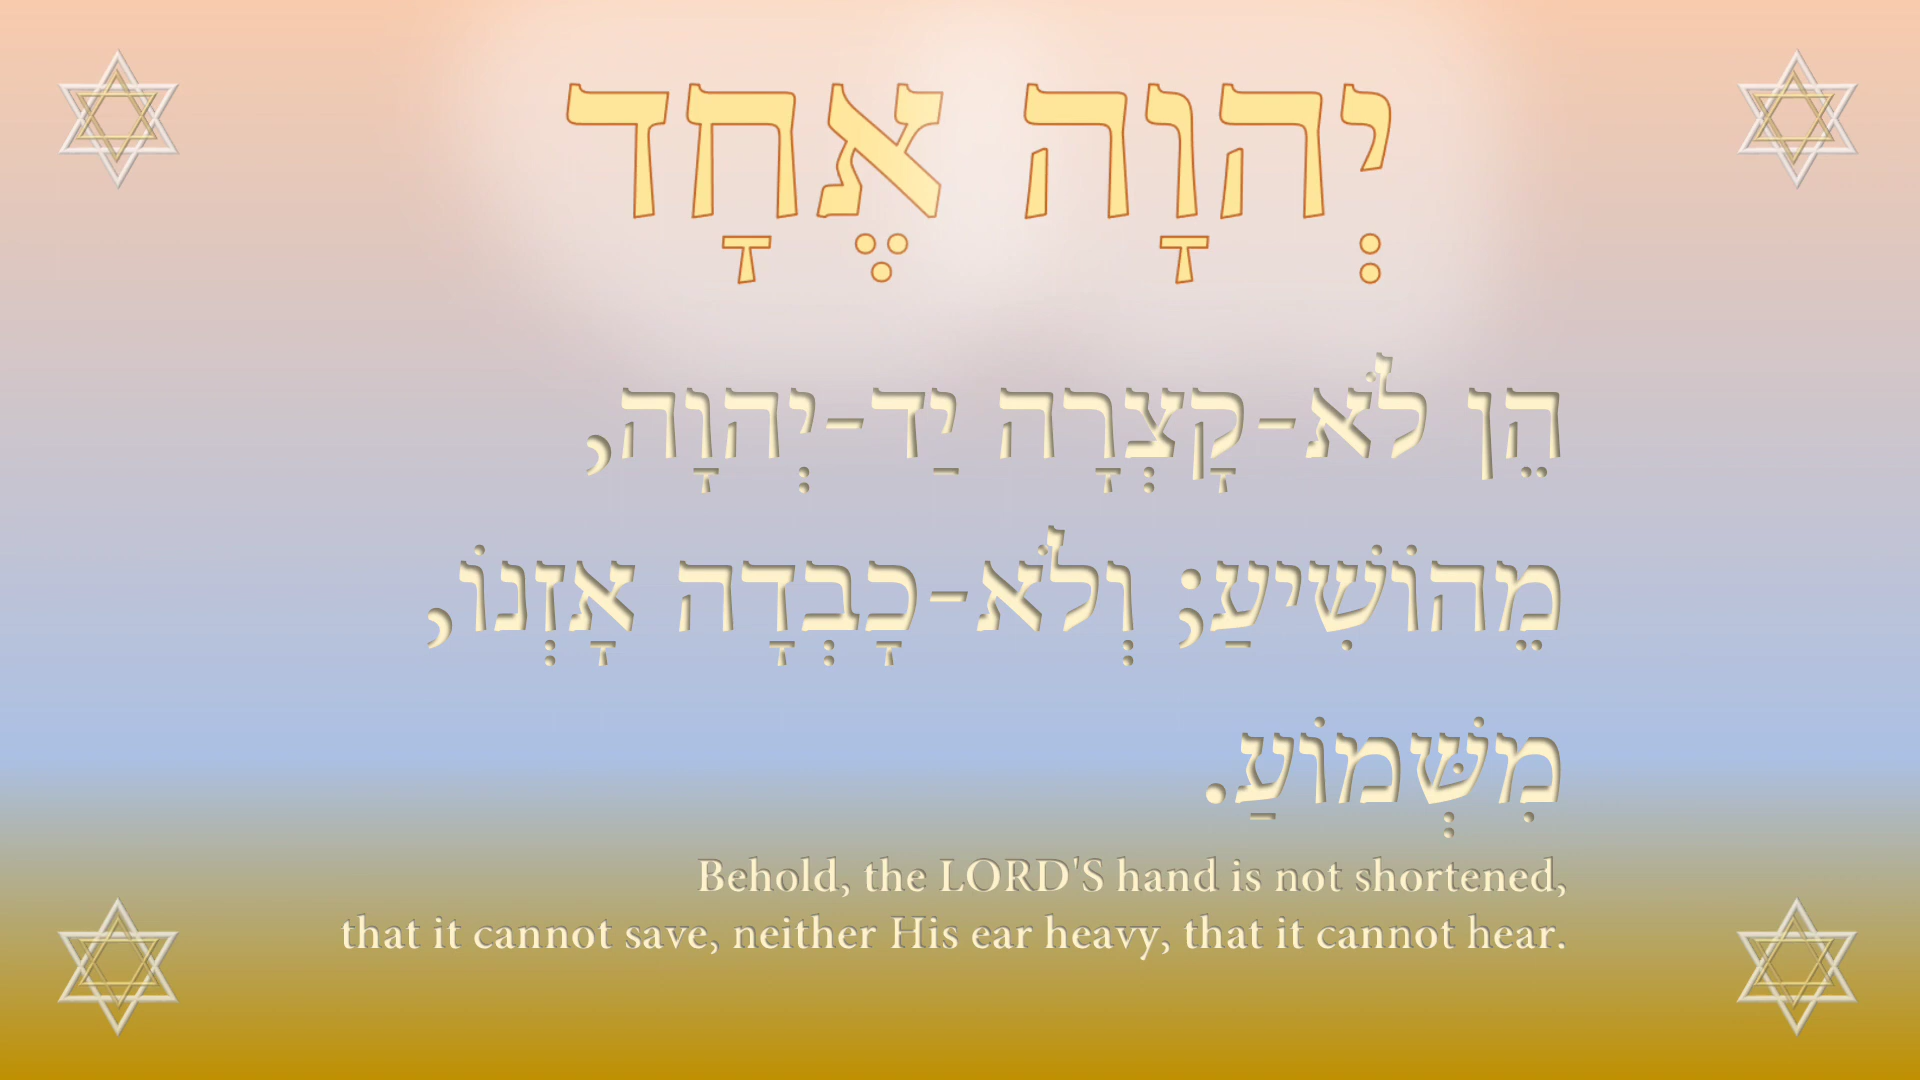 יְהוָה אֶחָד
הֵן לֹא-קָצְרָה יַד-יְהוָה,
מֵהוֹשִׁיעַ; וְלֹא-כָבְדָה אָזְנוֹ,
מִשְּׁמוֹעַ.
Behold, the LORD'S hand is not shortened,
that it cannot save, neither His ear heavy, that it cannot hear.